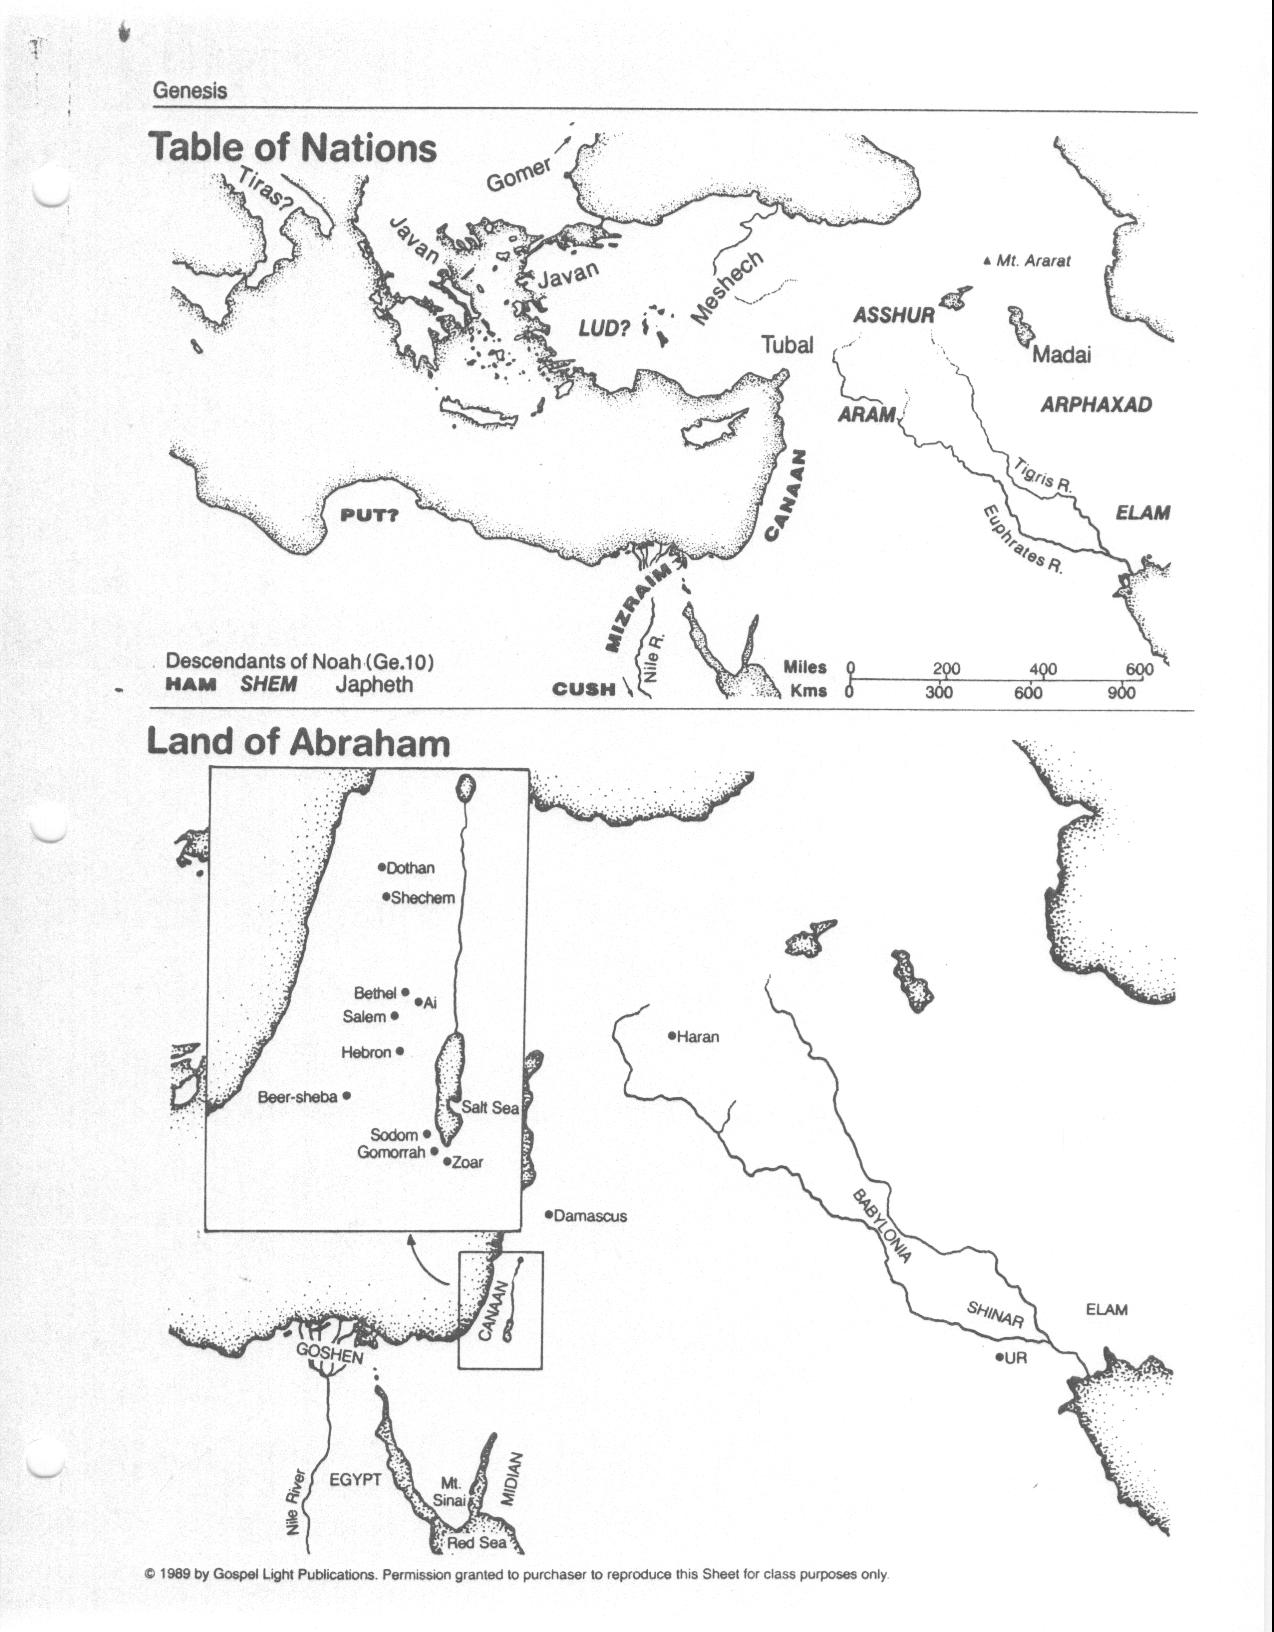 Genesis
Table of Nations
Tiras?
Gomer
Javan
Javan
Meshech
Mt. Ararat
LUD?
ASSHUR
Tubal
Madai
ARAM
ARPHAXAD
CANAAN
Tigris R.
PUT?
ELAM
Euphrates R.
MIZRAIM
Nile R.
CUSH
Descendants of Noah (Ge.10)
HAM SHEM Japheth
Miles 0 200 400 600
Kms 0 300 600 900
Land of Abraham
Dothan
Shechem
Bethel
Ai
Salem
Hebron
Beer-sheba
Salt Sea
Sodom
Gomorrah
Zoar
Haran
Damascus
BABYLONIA
CANAAN
SHINAR
ELAM
GOSHEN
UR
EGYPT
Nile River
Mt.
Sinai
MIDIAN
Red Sea
© 1989 by Gospel Light Publications. Permission granted to purchaser to reproduce this Sheet for class purposes only.